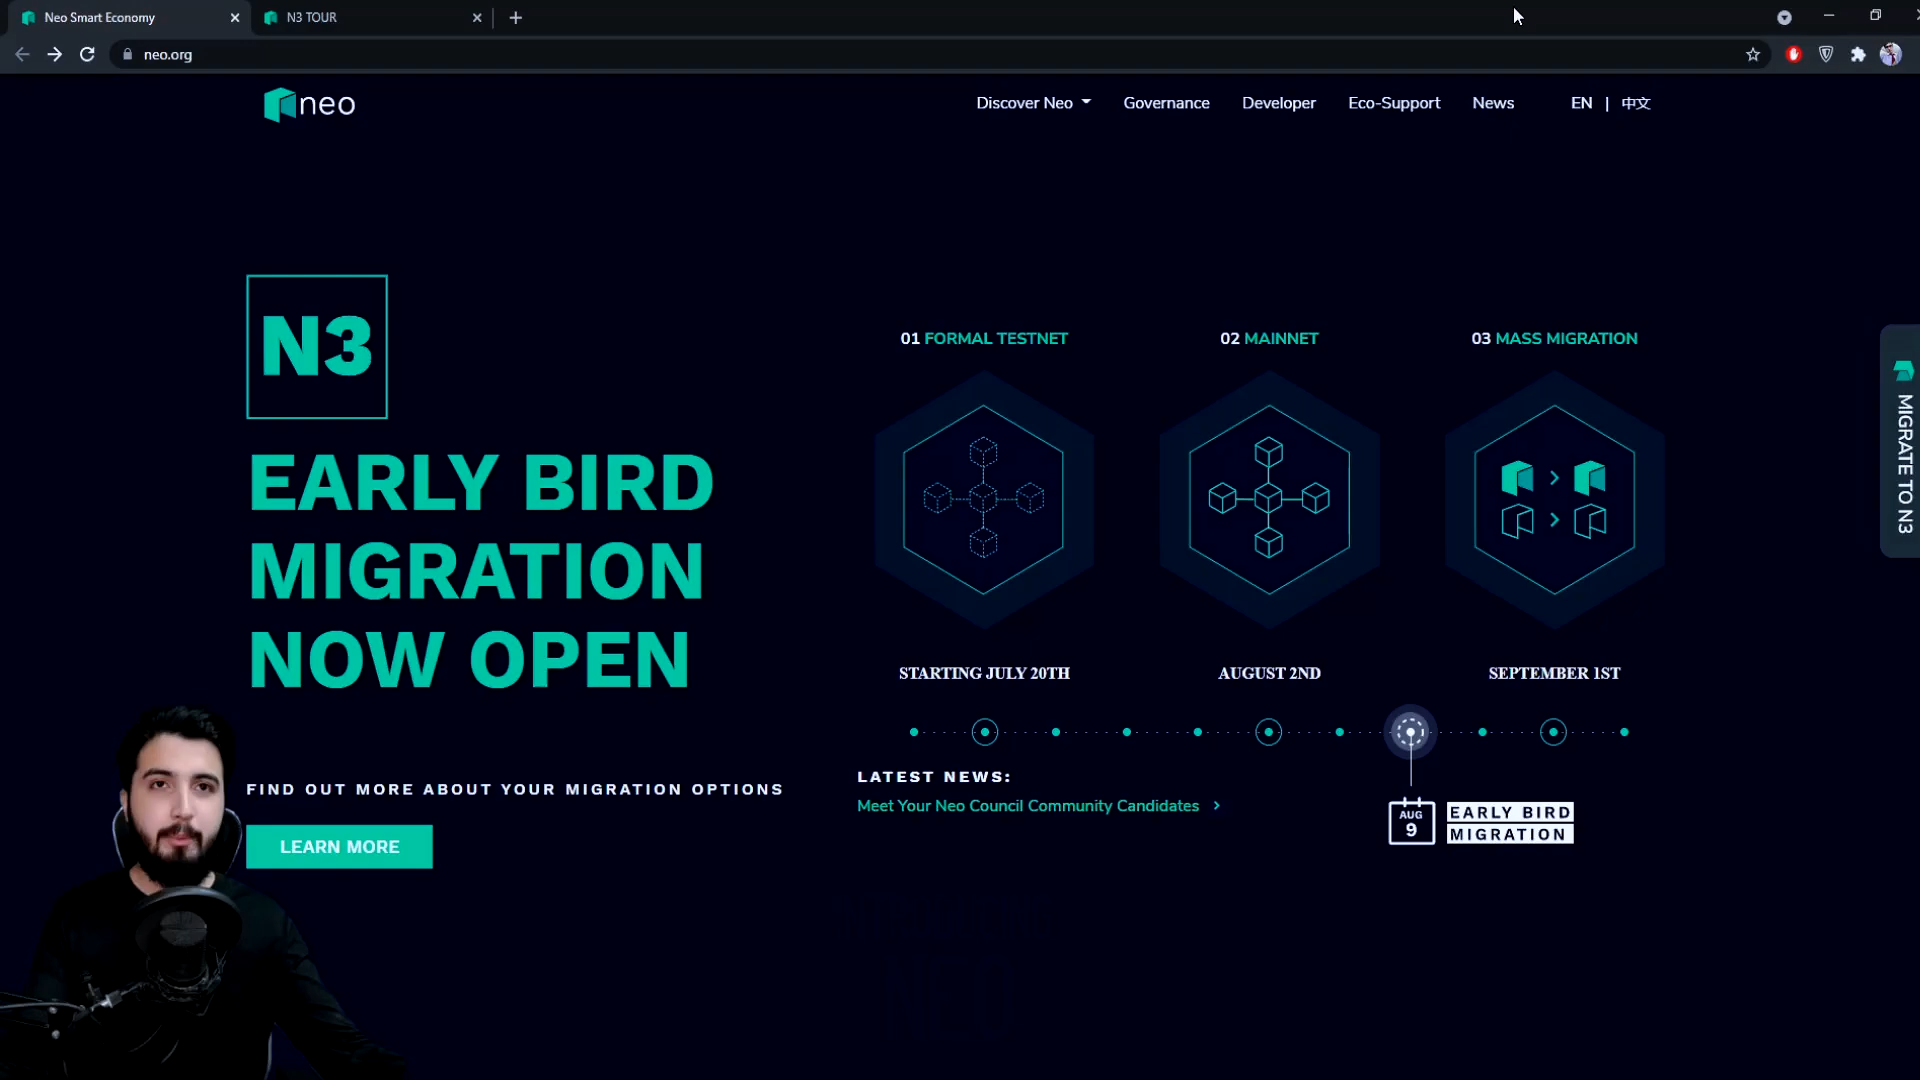 Neo Smart Economy
N3 TOUR
neo.org
neo
Discover Neo
Governance
Developer
Eco-Support
News
EN | 中文
N3
EARLY BIRD
MIGRATION
NOW OPEN
FIND OUT MORE ABOUT YOUR MIGRATION OPTIONS
LEARN MORE
01 FORMAL TESTNET
02 MAINNET
03 MASS MIGRATION
STARTING JULY 20TH
AUGUST 2ND
SEPTEMBER 1ST
LATEST NEWS:
Meet Your Neo Council Community Candidates
AUG
9
EARLY BIRD
MIGRATION
MIGRATE TO N3